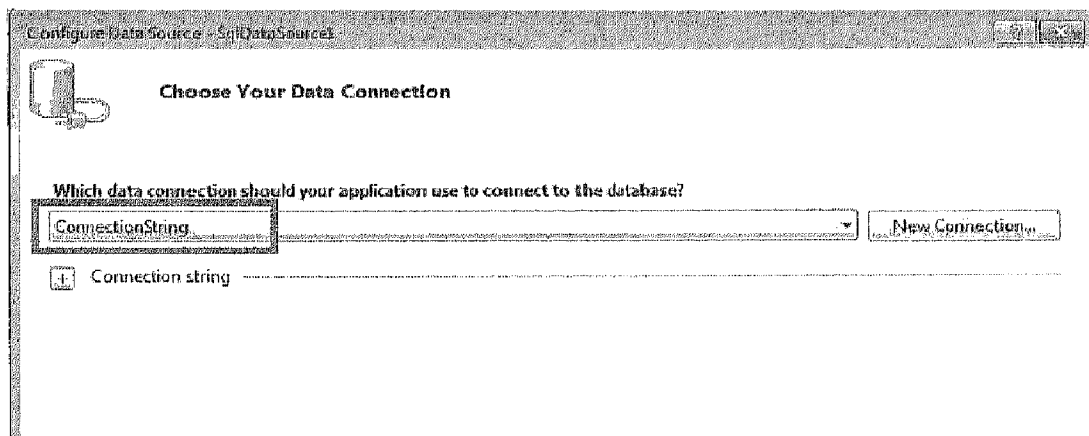 Configure Data Source - SqlDataSource1
Choose Your Data Connection
Which data connection should your application use to connect to the database?
ConnectionString
New Connection...
Connection string